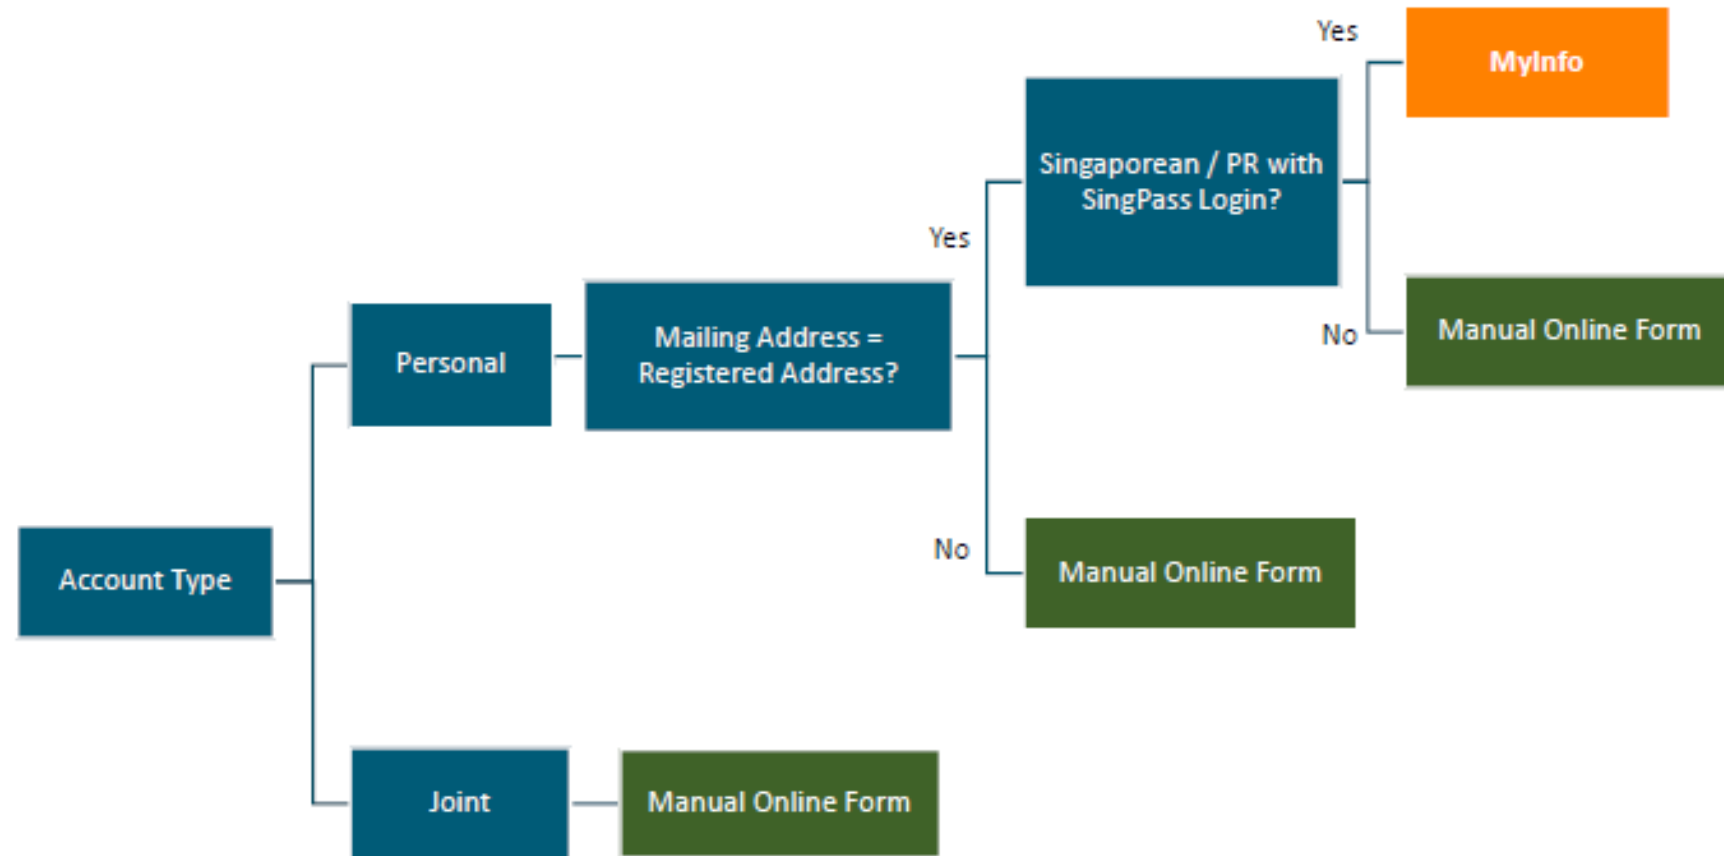 Yes
MyInfo
Singaporean / PR with
SingPass Login?
Yes
No
Manual Online Form
Personal
Mailing Address =
Registered Address?
No
Manual Online Form
Account Type
Joint
Manual Online Form